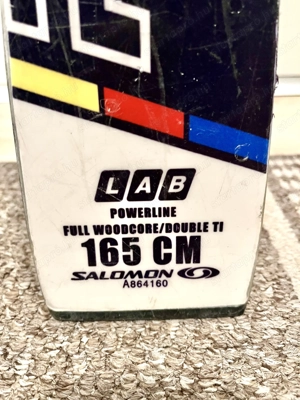 LAB
POWERLINE
FULL WOODCORE/DOUBLE TI
165 CM
SALOMON
A864160